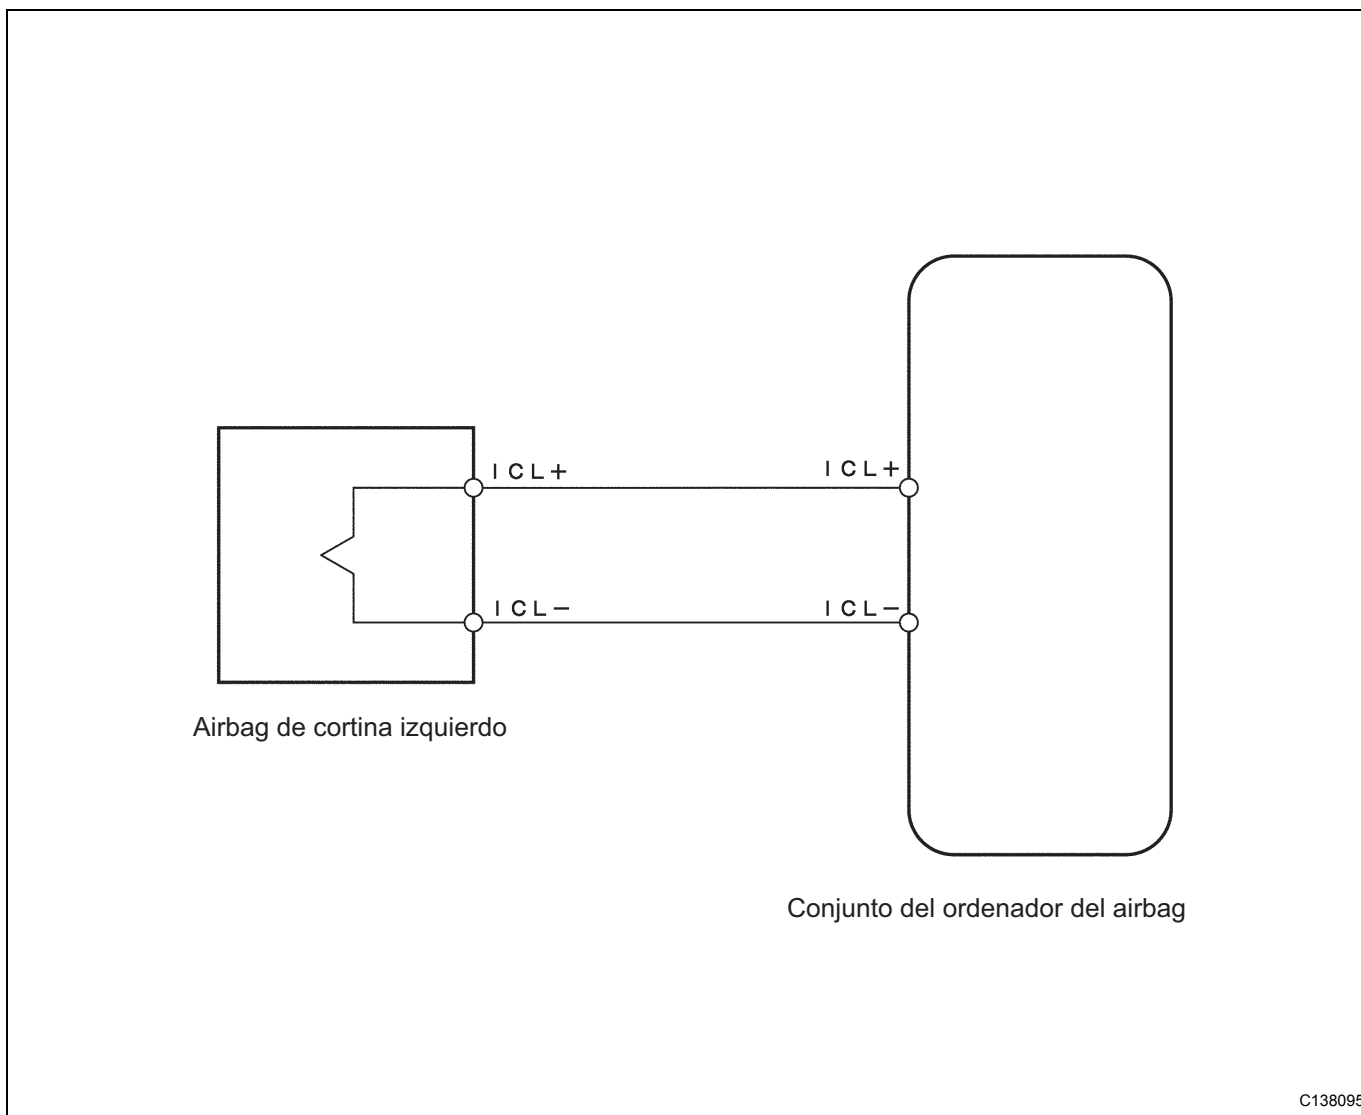 ICL+ ICL+
ICL− ICL−
Airbag de cortina izquierdo
Conjunto del ordenador del airbag
C138095